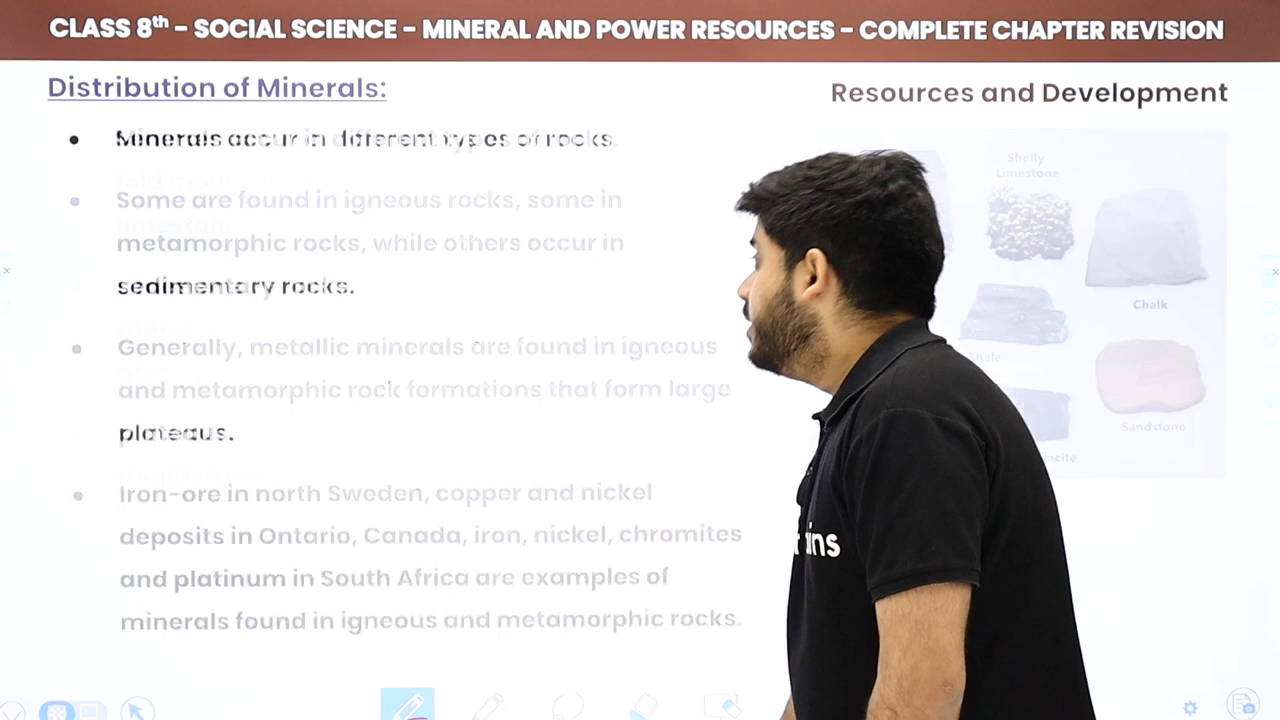 CLASS 8th – SOCIAL SCIENCE – MINERAL AND POWER RESOURCES – COMPLETE CHAPTER REVISION
Distribution of Minerals:
Resources and Development
• Minerals occur in different types of rocks.
• Some are found in igneous rocks, some in
metamorphic rocks, while others occur in
sedimentary rocks.
• Generally, metallic minerals are found in igneous
and metamorphic rock formations that form large
plateaus.
• Iron-ore in north Sweden, copper and nickel
deposits in Ontario, Canada, iron, nickel, chromites
and platinum in South Africa are examples of
minerals found in igneous and metamorphic rocks.
Shelly
Limestone
Chalk
Shale
Sandstone